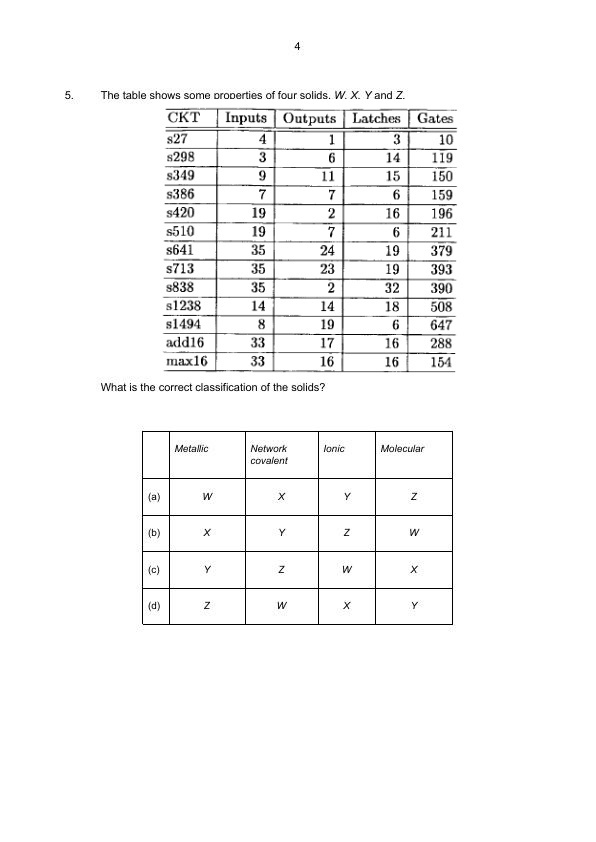 4
5. The table shows some properties of four solids, W, X, Y and Z.
CKT Inputs Outputs Latches Gates
s27 4 1 3 10
s298 3 6 14 119
s349 9 11 15 150
s386 7 7 6 159
s420 19 2 16 196
s510 19 7 6 211
s641 35 24 19 379
s713 35 23 19 393
s838 35 2 32 390
s1238 14 14 18 508
s1494 8 19 6 647
add16 33 17 16 288
max16 33 16 16 154
What is the correct classification of the solids?
Metallic Network Ionic Molecular
covalent
(a) W X Y Z
(b) X Y Z W
(c) Y Z W X
(d) Z W X Y